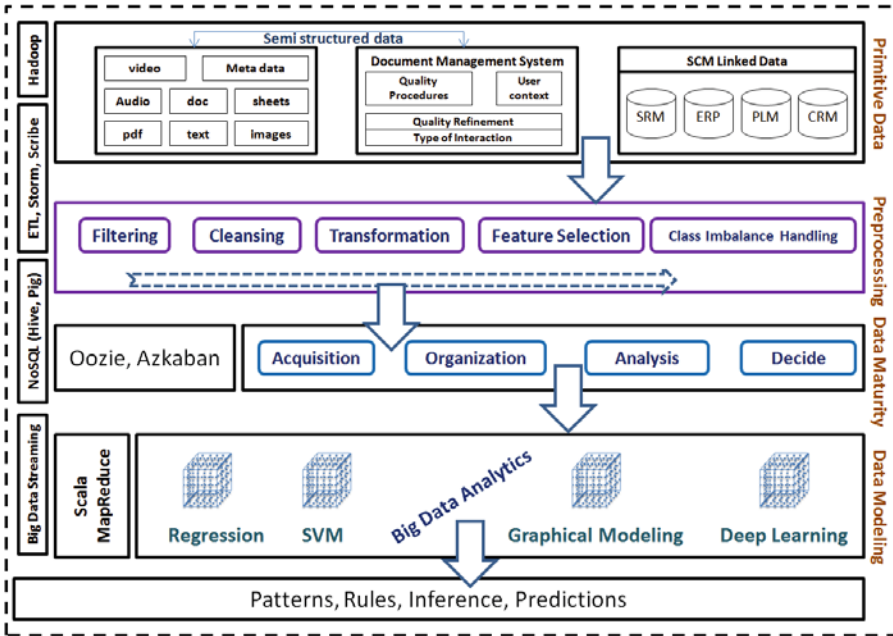 Hadoop
Semi structured data
video
Meta data
Audio
doc
sheets
pdf
text
images
Document Management System
Quality
Procedures
User
context
Quality Refinement
Type of Interaction
SCM Linked Data
SRM
ERP
PLM
CRM
Primitive Data
ETL, Storm, Scribe
Filtering
Cleansing
Transformation
Feature Selection
Class Imbalance Handling
Preprocessing
NoSQL (Hive, Pig)
Oozie, Azkaban
Acquisition
Organization
Analysis
Decide
Data Maturity
Big Data Streaming
Scala
MapReduce
Regression
SVM
Big Data Analytics
Graphical Modeling
Deep Learning
Data Modeling
Patterns, Rules, Inference, Predictions